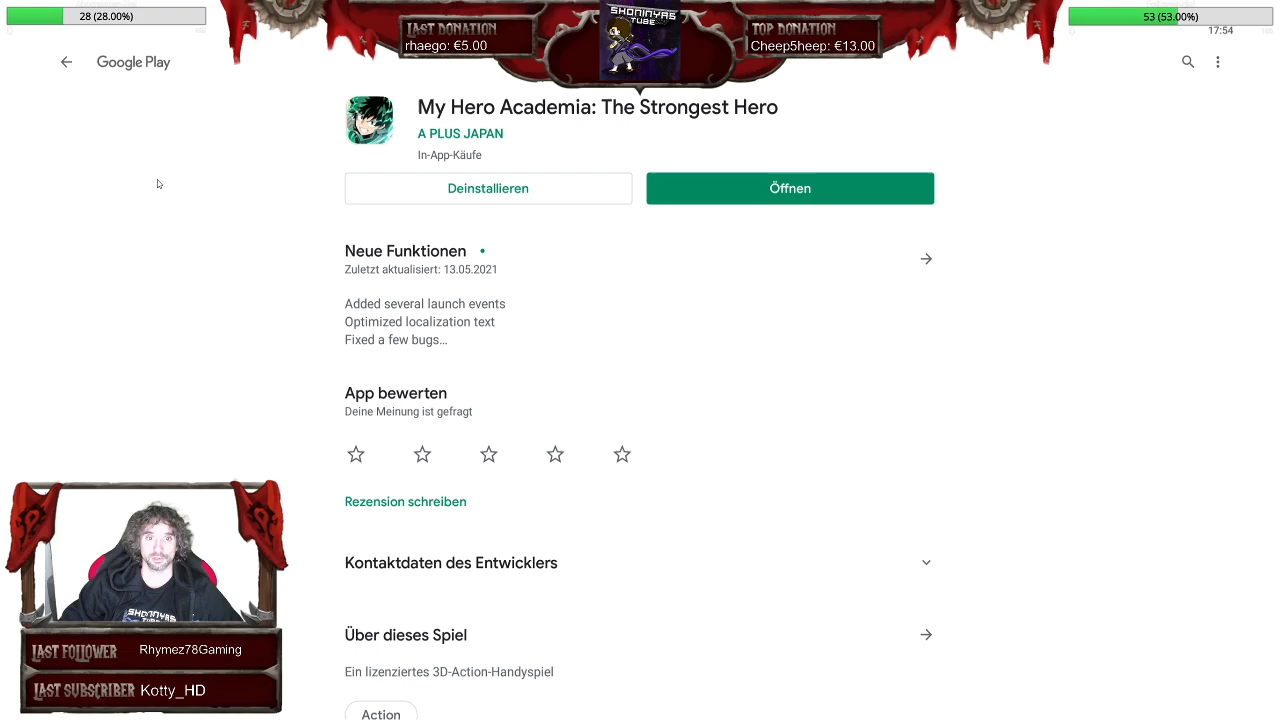 28 (28.00%)
LAST DONATION
rhaego: €5.00
SHONINYAS
TUBE
TOP DONATION
Cheep5heep: €13.00
53 (53.00%)
17:54
Google Play
My Hero Academia: The Strongest Hero
A PLUS JAPAN
In-App-Käufe
Deinstallieren
Öffnen
Neue Funktionen
Zuletzt aktualisiert: 13.05.2021
Added several launch events
Optimized localization text
Fixed a few bugs…
App bewerten
Deine Meinung ist gefragt
Rezension schreiben
Kontaktdaten des Entwicklers
SHONINYAS
TUBE
LAST FOLLOWER Rhymez78Gaming
LAST SUBSCRIBER Kotty_HD
Über dieses Spiel
Ein lizenziertes 3D-Action-Handyspiel
Action